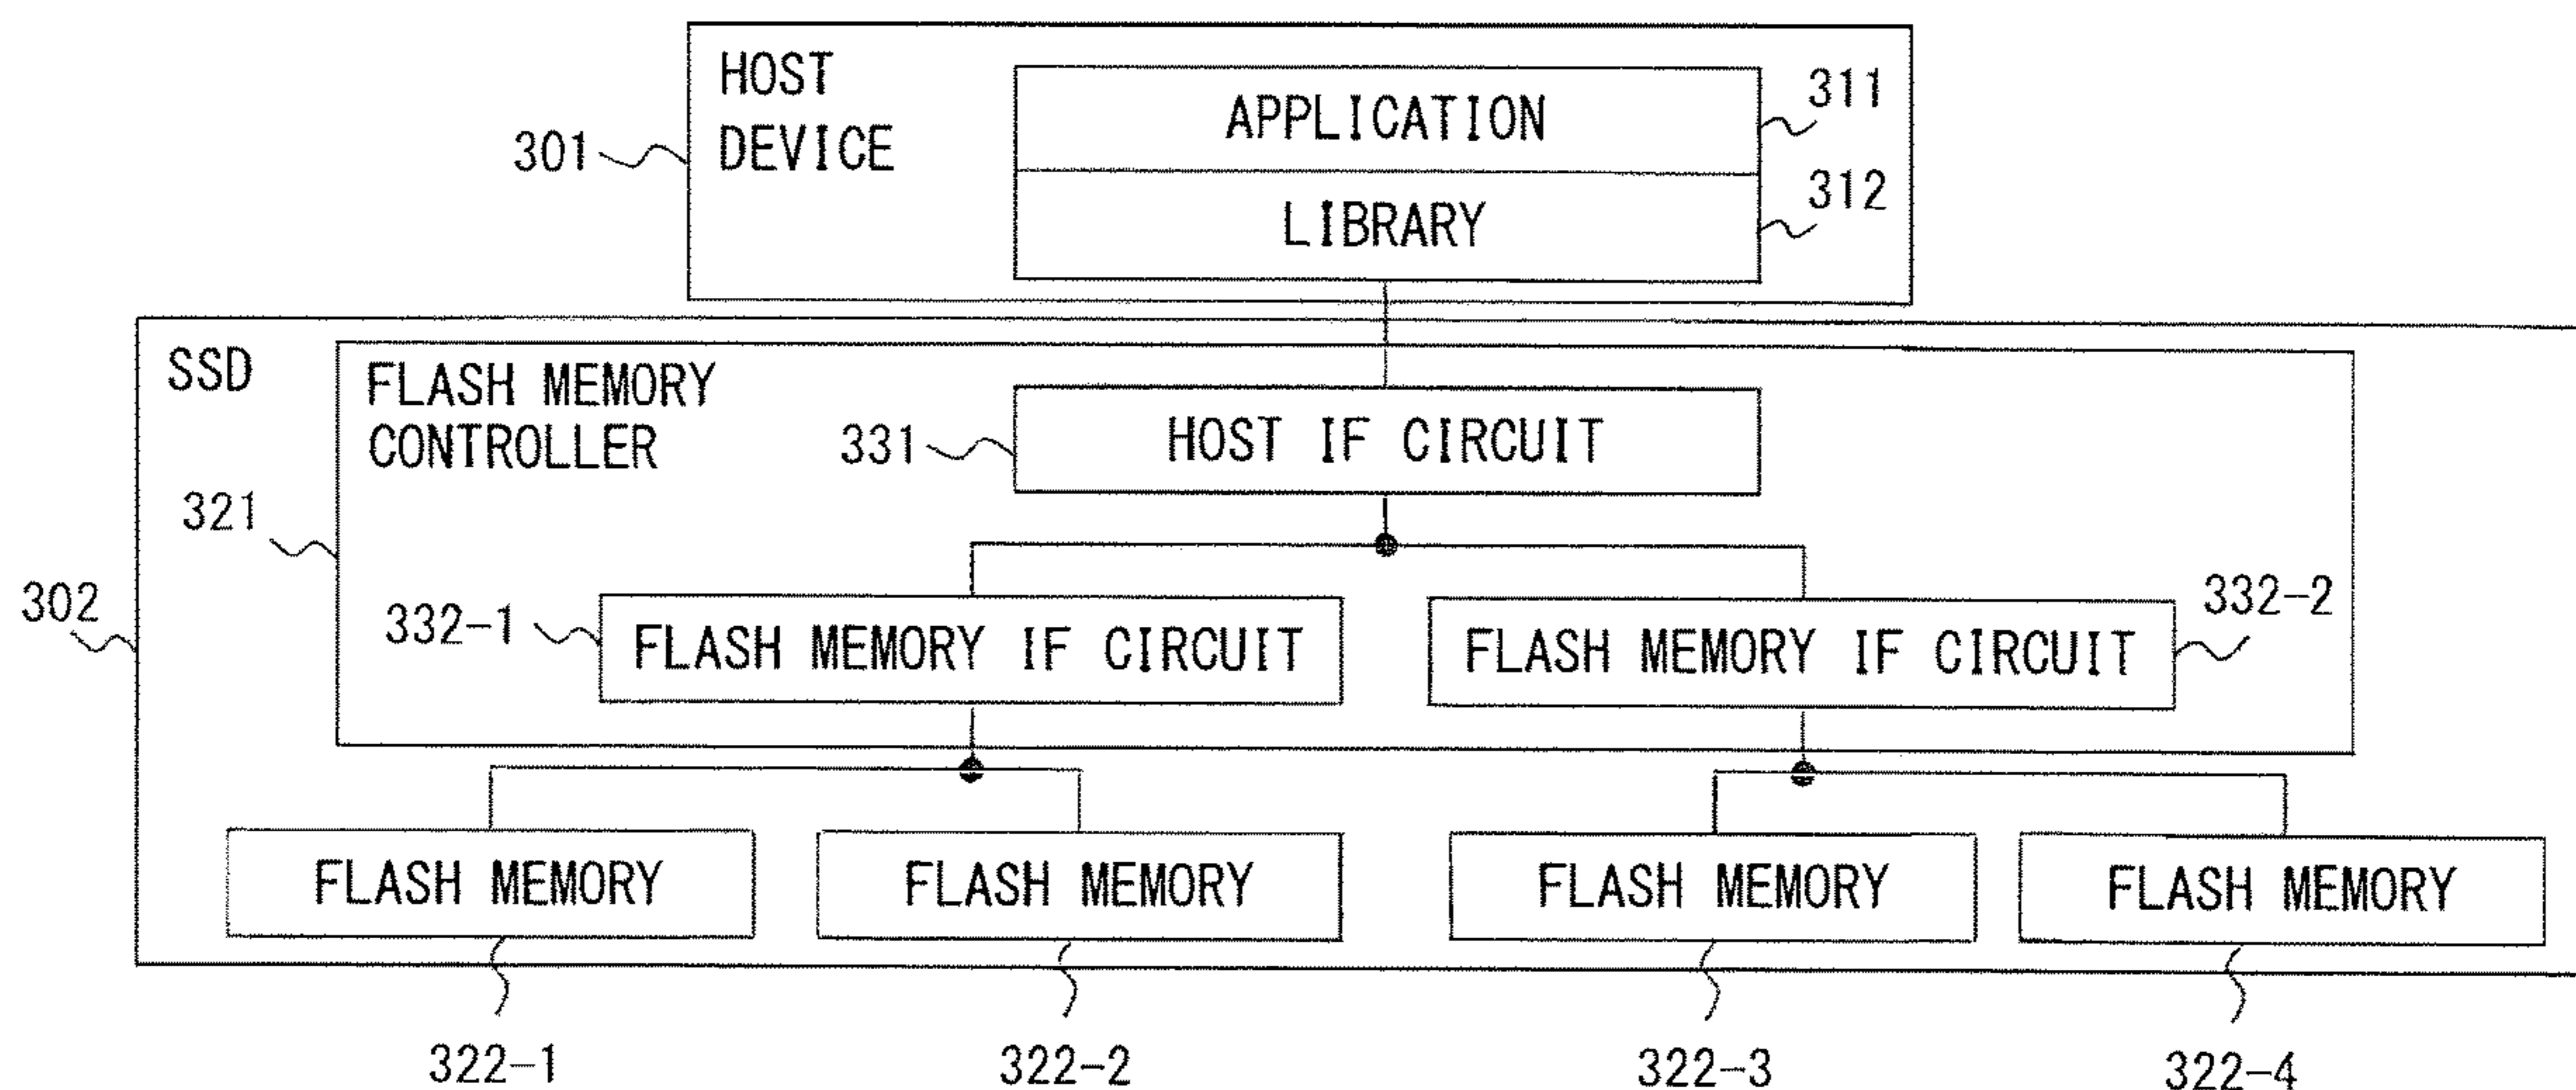 HOST
DEVICE
APPLICATION
311
301
LIBRARY
312
SSD
FLASH MEMORY
CONTROLLER
331
HOST IF CIRCUIT
321
302
332-1
FLASH MEMORY IF CIRCUIT
FLASH MEMORY IF CIRCUIT
332-2
FLASH MEMORY
FLASH MEMORY
FLASH MEMORY
FLASH MEMORY
322-1
322-2
322-3
322-4